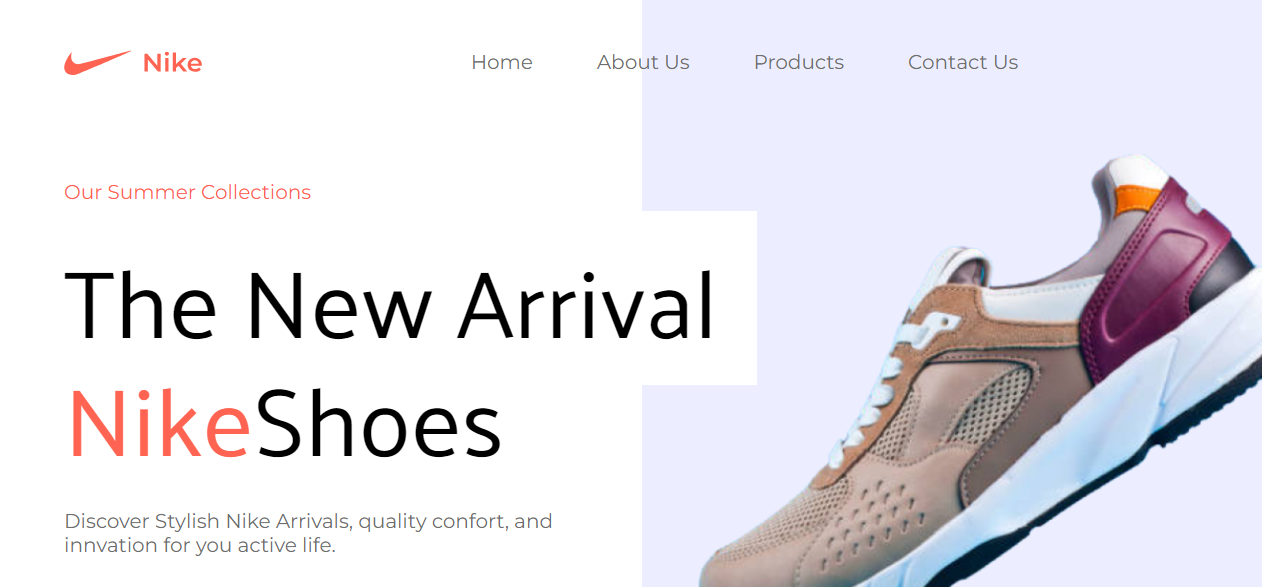 Nike
Home About Us Products Contact Us
Our Summer Collections
The New Arrival
NikeShoes
Discover Stylish Nike Arrivals, quality confort, and
innvation for you active life.